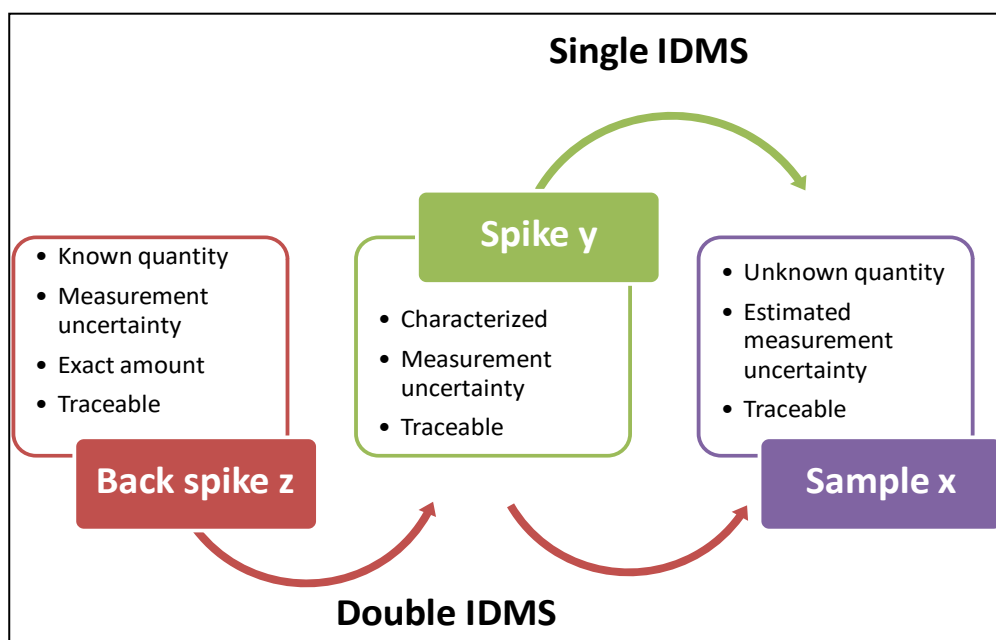 Single IDMS
Spike y
• Known quantity
• Measurement
uncertainty
• Exact amount
• Traceable
Back spike z
• Characterized
• Measurement
uncertainty
• Traceable
• Unknown quantity
• Estimated
measurement
uncertainty
• Traceable
Sample x
Double IDMS